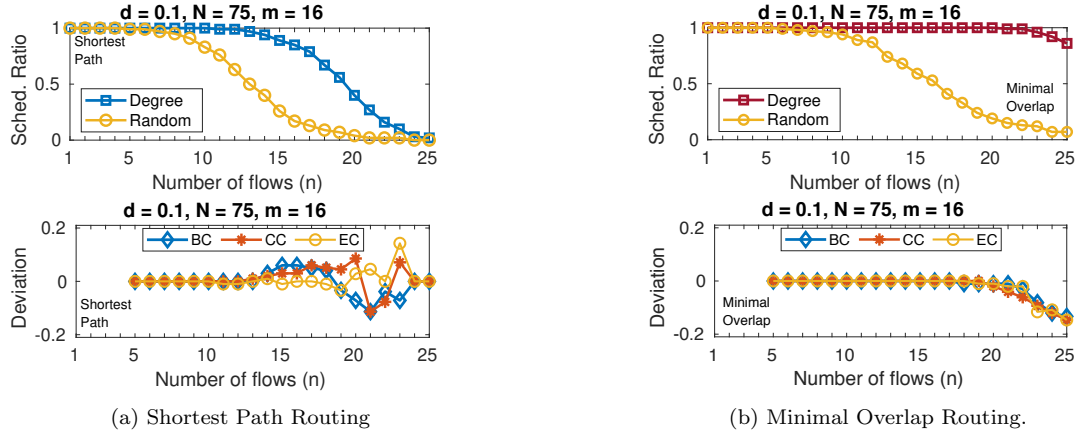 d = 0.1, N = 75, m = 16
Sched. Ratio
1
0.5
0
Shortest
Path
Degree
Random
1
5
10
15
20
25
Number of flows (n)
d = 0.1, N = 75, m = 16
Deviation
0.2
0
-0.2
BC
CC
EC
Shortest
Path
1
5
10
15
20
25
Number of flows (n)
(a) Shortest Path Routing
d = 0.1, N = 75, m = 16
Sched. Ratio
1
0.5
0
Degree
Random
Minimal
Overlap
1
5
10
15
20
25
Number of flows (n)
d = 0.1, N = 75, m = 16
Deviation
0.2
0
-0.2
BC
CC
EC
Minimal
Overlap
1
5
10
15
20
25
Number of flows (n)
(b) Minimal Overlap Routing.